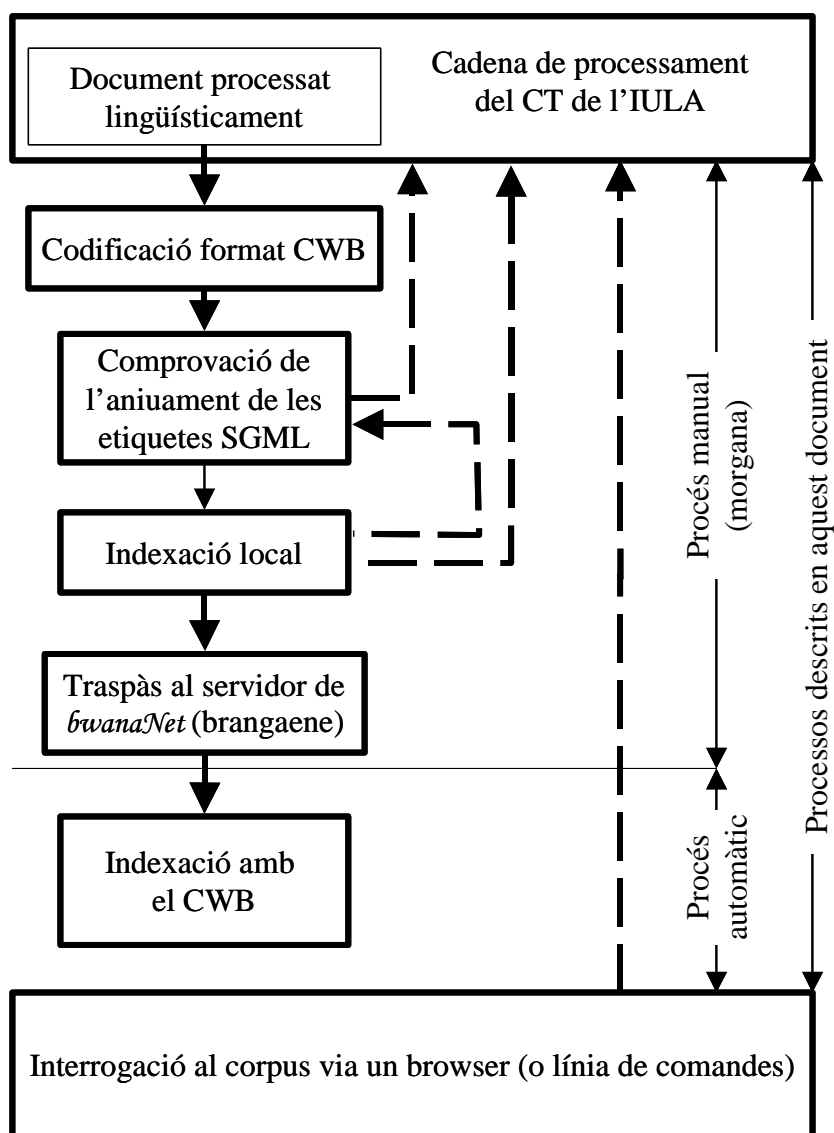 Document processat
lingüísticament
Cadena de processament
del CT de l’IULA
Codificació format CWB
Comprovació de
l’aniuament de les
etiquetes SGML
Indexació local
Traspàs al servidor de
bwanaNet (brangaene)
Indexació amb
el CWB
Procés manual
(morgana)
Procés
automàtic
Processos descrits en aquest document
Interrogació al corpus via un browser (o línia de comandes)